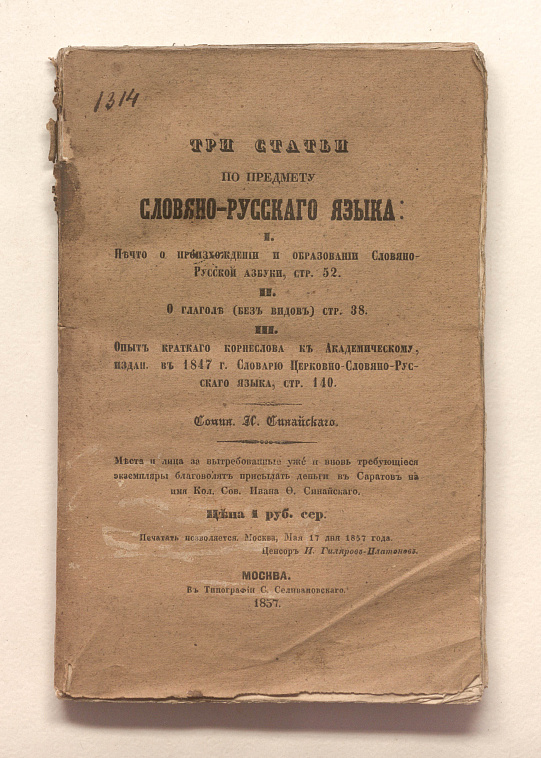 1314
ТРИ СТАТЬИ
ПО ПРЕДМЕТУ
СЛОВЯНО-РУССКАГО ЯЗЫКА:
I.
Нѣчто о произхожденіи и образованіи Словяно-
Русской азбуки, стр. 52.
II.
О глаголѣ (безъ видовъ) стр. 38.
III.
Опытъ краткаго корнеслова къ Академическому,
издан. въ 1847 г. Словарю Церковно-Словяно-Рус-
скаго языка, стр. 140.
Сочин. И. Синайскаго.
Мѣста и лица за вытребованные уже и вновь требующіеся
экземпляры благоволятъ присылать деньги въ Саратовъ на
имя Кол. Сов. Ивана Ѳ. Синайскаго.
Цѣна 1 руб. сер.
Печатать позволяется. Москва, Мая 17 дня 1857 года.
Ценсоръ Н. Гиляровъ-Платоновъ.
МОСКВА.
Въ Типографіи С. Селивановскаго.
1857.